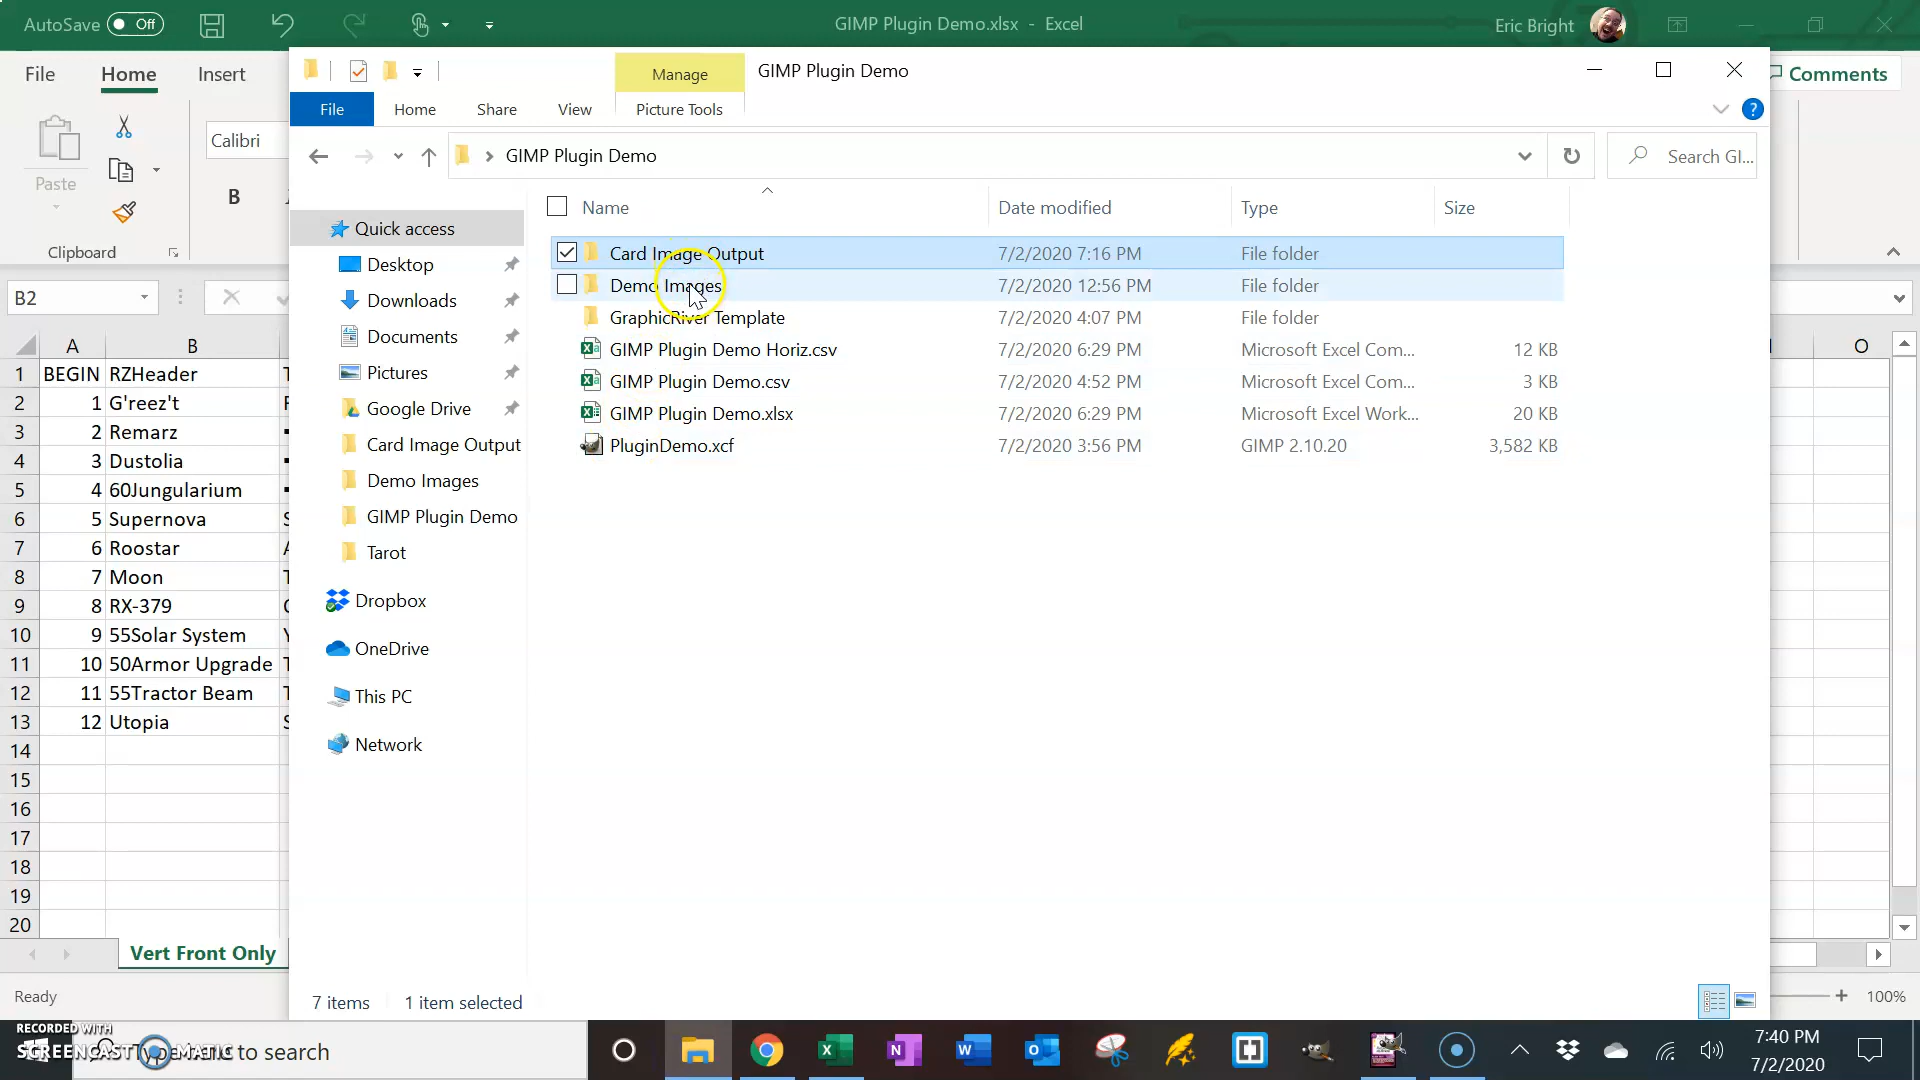 AutoSave Off
GIMP Plugin Demo.xlsx - Excel
Eric Bright
File Home Insert
Comments
Paste
Calibri
B
Clipboard
B2
Manage
GIMP Plugin Demo
File Home Share View Picture Tools
GIMP Plugin Demo
Search GI...
Name Date modified Type Size
Card Image Output 7/2/2020 7:16 PM File folder
Demo Images 7/2/2020 12:56 PM File folder
GraphicRiver Template 7/2/2020 4:07 PM File folder
GIMP Plugin Demo Horiz.csv 7/2/2020 6:29 PM Microsoft Excel Com... 12 KB
GIMP Plugin Demo.csv 7/2/2020 4:52 PM Microsoft Excel Com... 3 KB
GIMP Plugin Demo.xlsx 7/2/2020 6:29 PM Microsoft Excel Work... 20 KB
PluginDemo.xcf 7/2/2020 3:56 PM GIMP 2.10.20 3,582 KB
Quick access
Desktop
Downloads
Documents
Pictures
Google Drive
Card Image Output
Demo Images
GIMP Plugin Demo
Tarot
Dropbox
OneDrive
This PC
Network
7 items 1 item selected
A B O
1 BEGIN RZHeader
2 1 G'reez't
3 2 Remarz
4 3 Dustolia
5 4 60Jungularium
6 5 Supernova
7 6 Roostar
8 7 Moon
9 8 RX-379
10 9 55Solar System
11 10 50Armor Upgrade
12 11 55Tractor Beam
13 12 Utopia
14
15
16
17
18
19
20
Vert Front Only
Ready
100%
RECORDED WITH
SCREENCAST MATIC
Type here to search
7:40 PM
7/2/2020